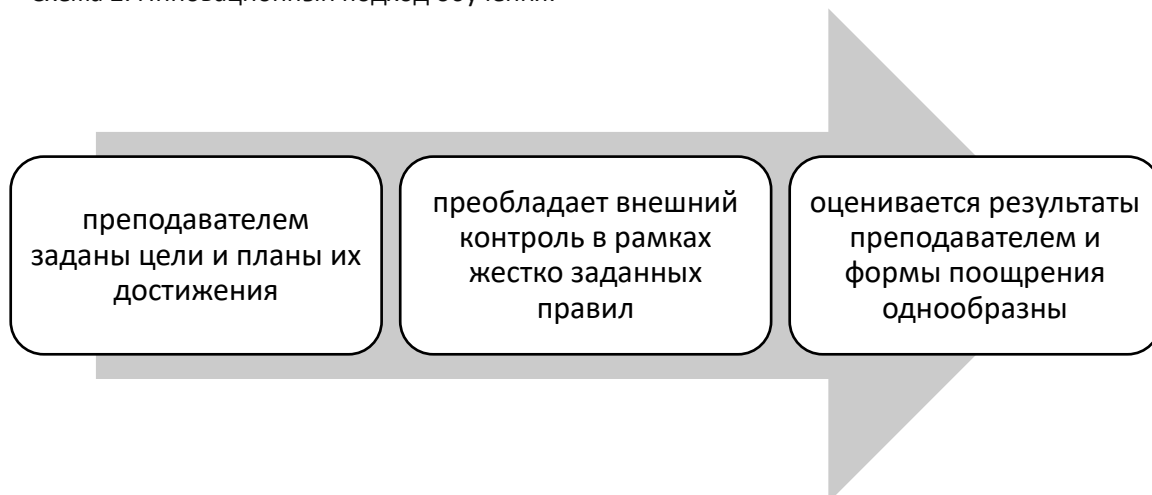 преподавателем
заданы цели и планы их
достижения
преобладает внешний
контроль в рамках
жестко заданных
правил
оценивается результаты
преподавателем и
формы поощрения
однообразны